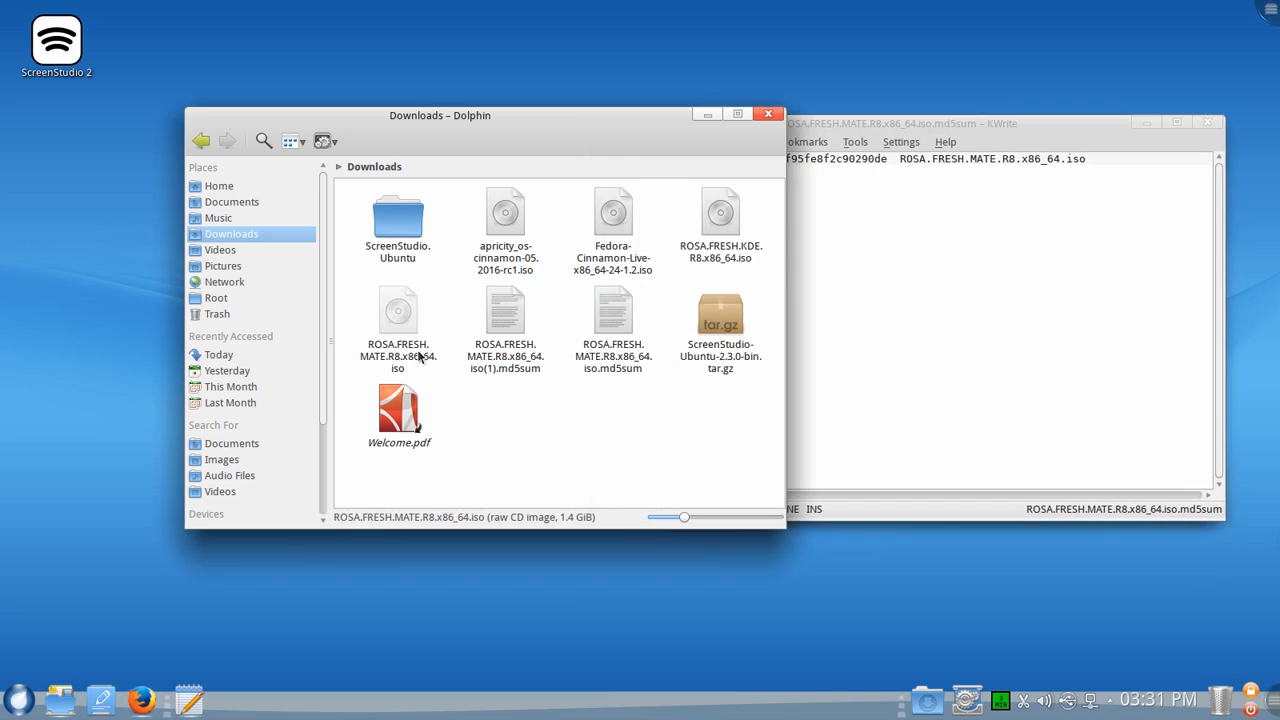 ScreenStudio 2
Downloads – Dolphin
ROSA.FRESH.MATE.R8.x86_64.iso.md5sum – KWrite
okmarks Tools Settings Help
f95fe8f2c90290de ROSA.FRESH.MATE.R8.x86_64.iso
Places
Home
Documents
Music
Downloads
Videos
Pictures
Network
Root
Trash
Recently Accessed
Today
Yesterday
This Month
Last Month
Search For
Documents
Images
Audio Files
Videos
Devices
Downloads
ScreenStudio.
Ubuntu
apricity_os-
cinnamon-05.
2016-rc1.iso
Fedora-
Cinnamon-Live-
x86_64-24-1.2.iso
ROSA.FRESH.KDE.
R8.x86_64.iso
ROSA.FRESH.
MATE.R8.x86_64.
iso
ROSA.FRESH.
MATE.R8.x86_64.
iso(1).md5sum
ROSA.FRESH.
MATE.R8.x86_64.
iso.md5sum
tar.gz
ScreenStudio-
Ubuntu-2.3.0-bin.
tar.gz
Welcome.pdf
ROSA.FRESH.MATE.R8.x86_64.iso (raw CD image, 1.4 GiB)
NE INS
ROSA.FRESH.MATE.R8.x86_64.iso.md5sum
2
MIN
03:31 PM